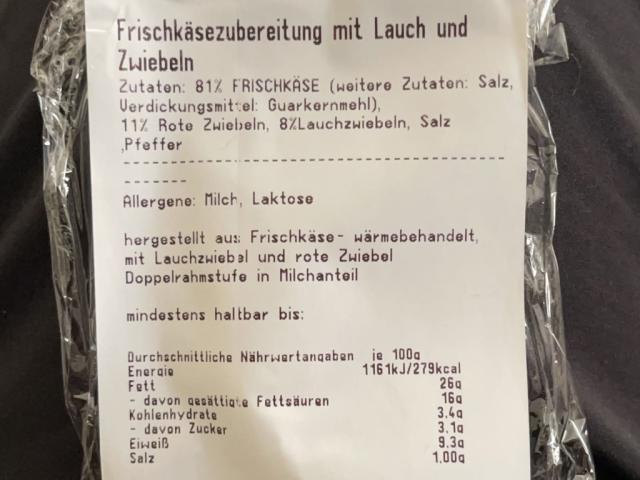 Frischkäsezubereitung mit Lauch und
Zwiebeln
Zutaten: 81% FRISCHKÄSE (weitere Zutaten: Salz,
Verdickungsmittel: Guarkernmehl),
11% Rote Zwiebeln, 8%Lauchzwiebeln, Salz
,Pfeffer
--------------------------------------------------
-------
Allergene: Milch, Laktose
hergestellt aus Frischkäse- wärmebehandelt,
mit Lauchzwiebel und rote Zwiebel
Doppelrahmstufe in Milchanteil
mindestens haltbar bis:
Durchschnittliche Nährwertangaben je 100g
Energie 1161kJ/279kcal
Fett 26g
- davon gesättigte Fettsäuren 16g
Kohlenhydrate 3,4g
- davon Zucker 3,1g
Eiweiß 9,3g
Salz 1,00g